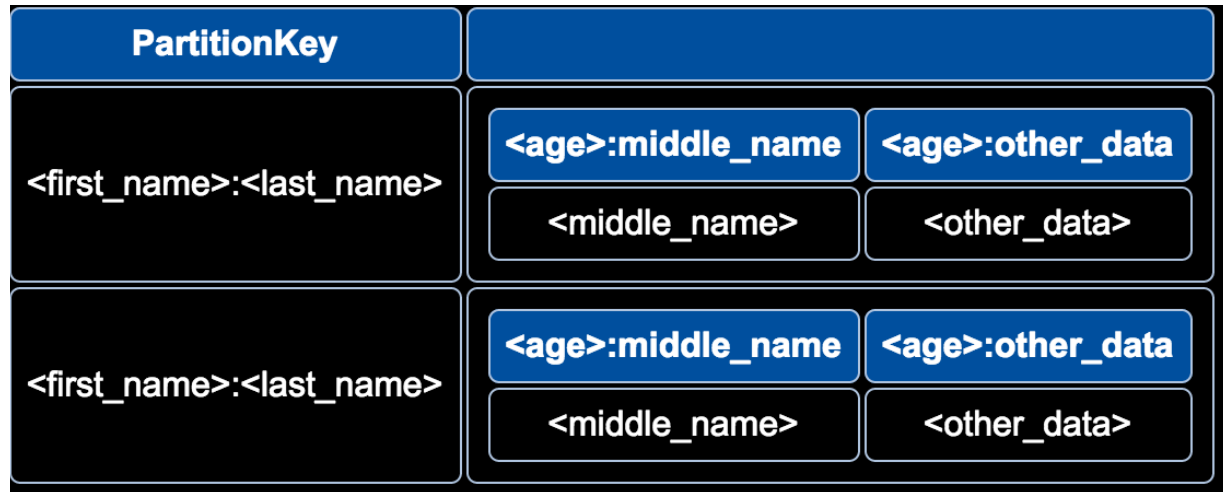 PartitionKey
<age>:middle_name <age>:other_data
<first_name>:<last_name>
<middle_name> <other_data>
<age>:middle_name <age>:other_data
<first_name>:<last_name>
<middle_name> <other_data>